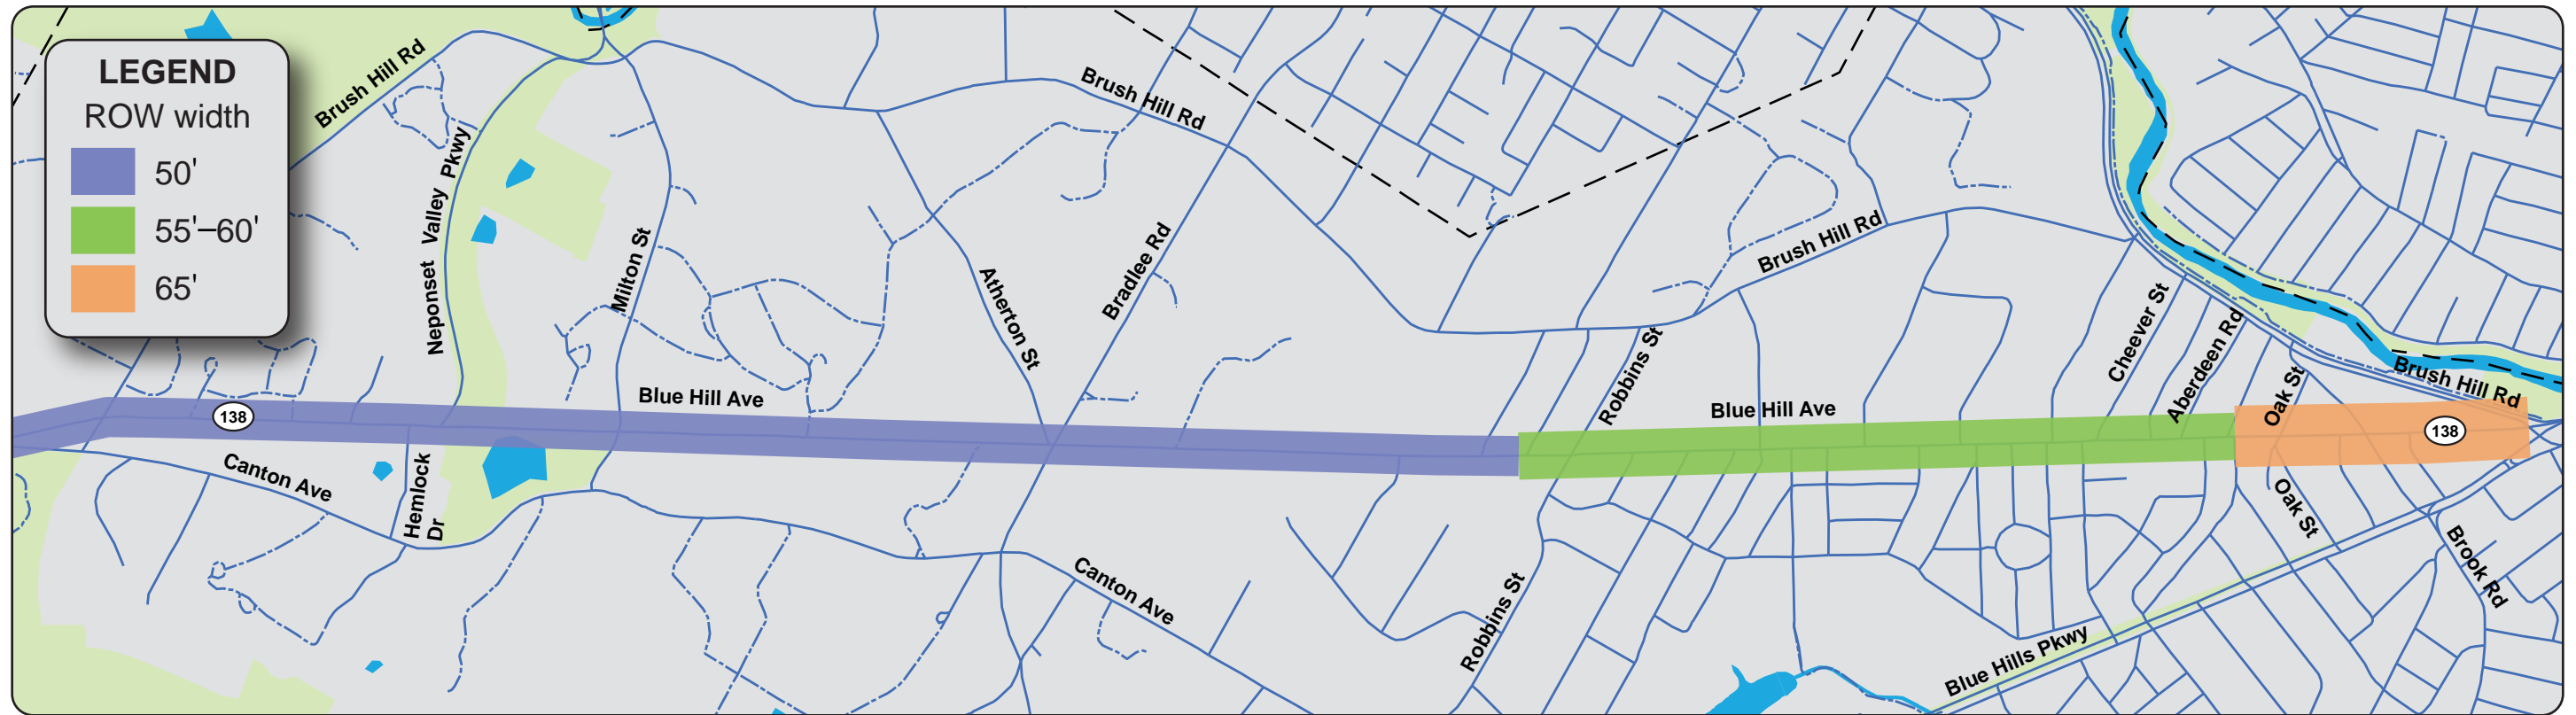 LEGEND
ROW width
50'
55'–60'
65'
Brush Hill Rd
Neponset Valley Pkwy
Milton St
Brush Hill Rd
Atherton St
Bradlee Rd
Brush Hill Rd
Cheever St
Aberdeen Rd
Oak St
Brush Hill Rd
Robbins St
138
Blue Hill Ave
Blue Hill Ave
138
Canton Ave
Hemlock
Dr
Canton Ave
Robbins St
Oak St
Brook Rd
Blue Hills Pkwy